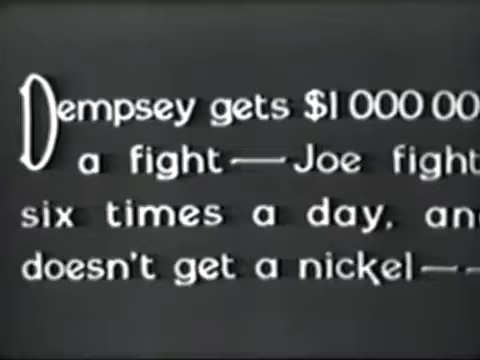 Dempsey gets $1 000 00
a fight — Joe fight
six times a day, an
doesn't get a nickel — -